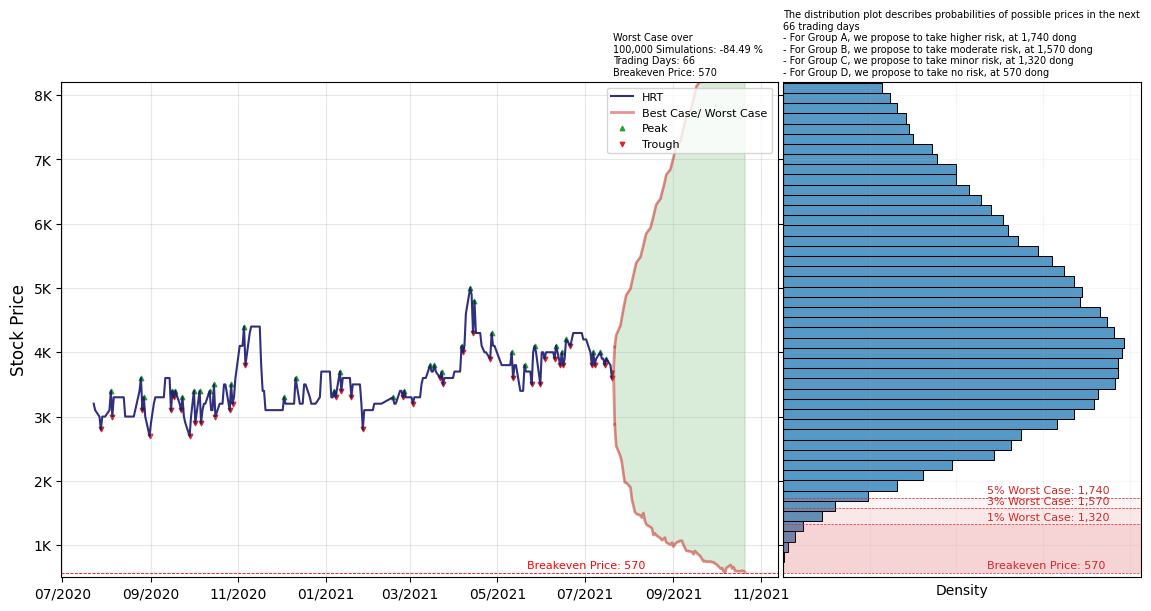 The distribution plot describes probabilities of possible prices in the next
66 trading days
- For Group A, we propose to take higher risk, at 1,740 dong
- For Group B, we propose to take moderate risk, at 1,570 dong
- For Group C, we propose to take minor risk, at 1,320 dong
- For Group D, we propose to take no risk, at 570 dong
Worst Case over
100,000 Simulations: -84.49 %
Trading Days: 66
Breakeven Price: 570
HRT
Best Case/ Worst Case
Peak
Trough
Stock Price
8K
7K
6K
5K
4K
3K
2K
1K
Breakeven Price: 570
07/2020
09/2020
11/2020
01/2021
03/2021
05/2021
07/2021
09/2021
11/2021
5% Worst Case: 1,740
3% Worst Case: 1,570
1% Worst Case: 1,320
Breakeven Price: 570
Density